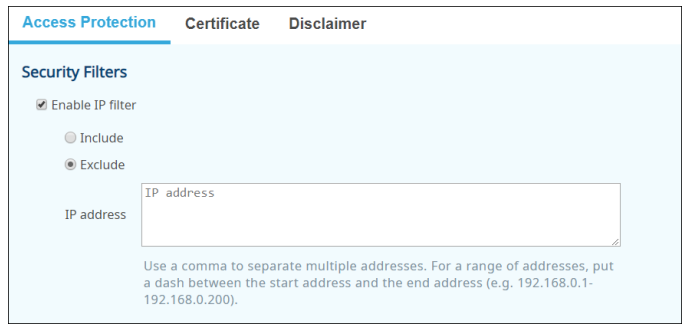 Access Protection Certificate Disclaimer
Security Filters
Enable IP filter
Include
Exclude
IP address
IP address
Use a comma to separate multiple addresses. For a range of addresses, put
a dash between the start address and the end address (e.g. 192.168.0.1-
192.168.0.200).